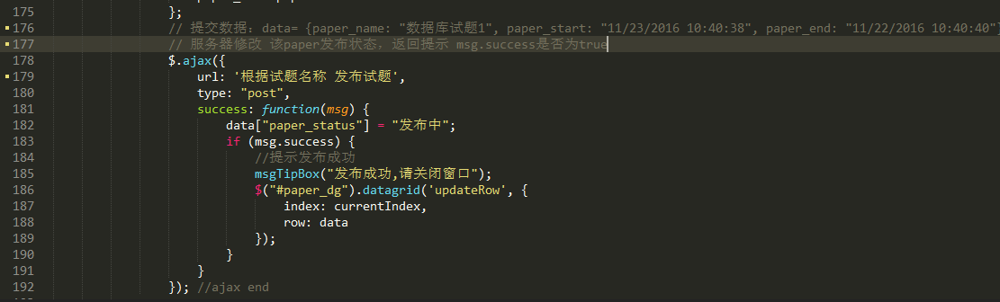 175 };
176 // 提交数据：data= {paper_name: "数据库试题1", paper_start: "11/23/2016 10:40:38", paper_end: "11/22/2016 10:40:40"}
177 // 服务器修改 该paper发布状态，返回提示 msg.success是否为true
178 $.ajax({
179 url: '根据试题名称 发布试题',
180 type: "post",
181 success: function(msg) {
182 data["paper_status"] = "发布中";
183 if (msg.success) {
184 //提示发布成功
185 msgTipBox("发布成功,请关闭窗口");
186 $("#paper_dg").datagrid('updateRow', {
187 index: currentIndex,
188 row: data
189 });
190 }
191 }
192 }); //ajax end